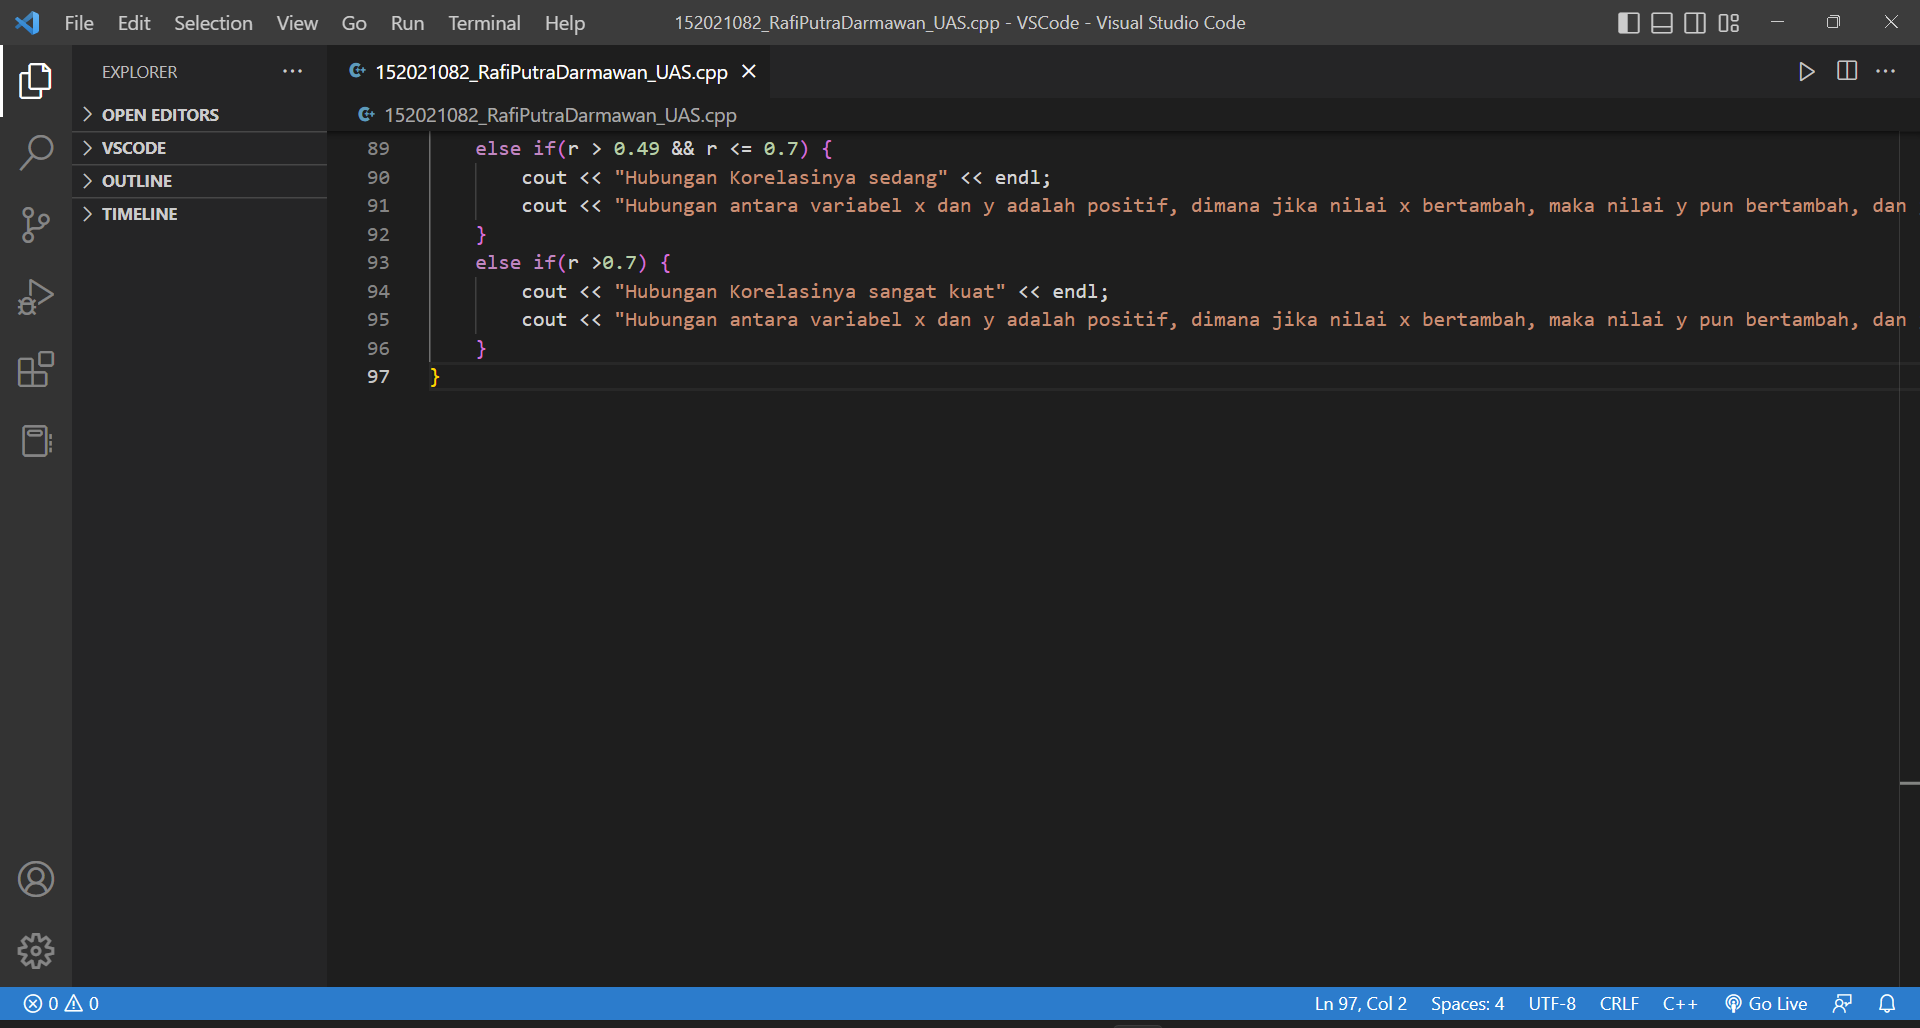 File Edit Selection View Go Run Terminal Help 152021082_RafiPutraDarmawan_UAS.cpp - VSCode - Visual Studio Code
EXPLORER
OPEN EDITORS
VSCODE
OUTLINE
TIMELINE
152021082_RafiPutraDarmawan_UAS.cpp
152021082_RafiPutraDarmawan_UAS.cpp
89 else if(r > 0.49 && r <= 0.7) {
90 cout << "Hubungan Korelasinya sedang" << endl;
91 cout << "Hubungan antara variabel x dan y adalah positif, dimana jika nilai x bertambah, maka nilai y pun bertambah, dan
92 }
93 else if(r >0.7) {
94 cout << "Hubungan Korelasinya sangat kuat" << endl;
95 cout << "Hubungan antara variabel x dan y adalah positif, dimana jika nilai x bertambah, maka nilai y pun bertambah, dan
96 }
97 }
0 0 Ln 97, Col 2 Spaces: 4 UTF-8 CRLF C++ Go Live